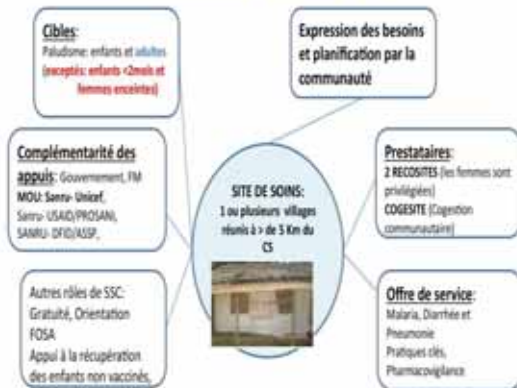 Cibles:
Paludisme: enfants et adultes
(exceptés: enfants <2mois et
femmes enceintes)
Expression des besoins
et planification par la
communauté
Complémentarité des
appuis: Gouvernement, FM
MOU: Sanru- Unicef,
Sanru- USAID/PROSANI,
SANRU-DFID/ASSP,
SITE DE SOINS:
1 ou plusieurs villages
réunis à > de 5 Km du
CS
Prestataires:
2 RECOSITES (les femmes sont
privilégiées)
COGESITE (Cogestion
communautaire)
Autres rôles de SSC:
Gratuité, Orientation
FOSA
Appui à la récupération
des enfants non vaccinés,
Offre de service:
Malaria, Diarrhée et
Pneumonie
Pratiques clés,
Pharmacovigilance